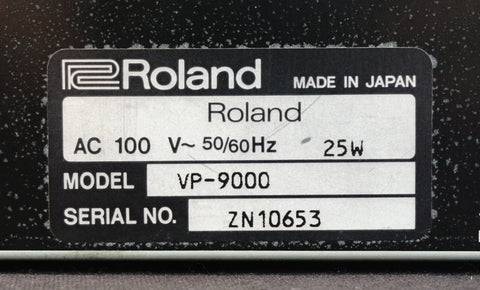 Roland MADE IN JAPAN
Roland
AC 100 V~ 50/60Hz 25W
MODEL VP-9000
SERIAL NO. ZN10653